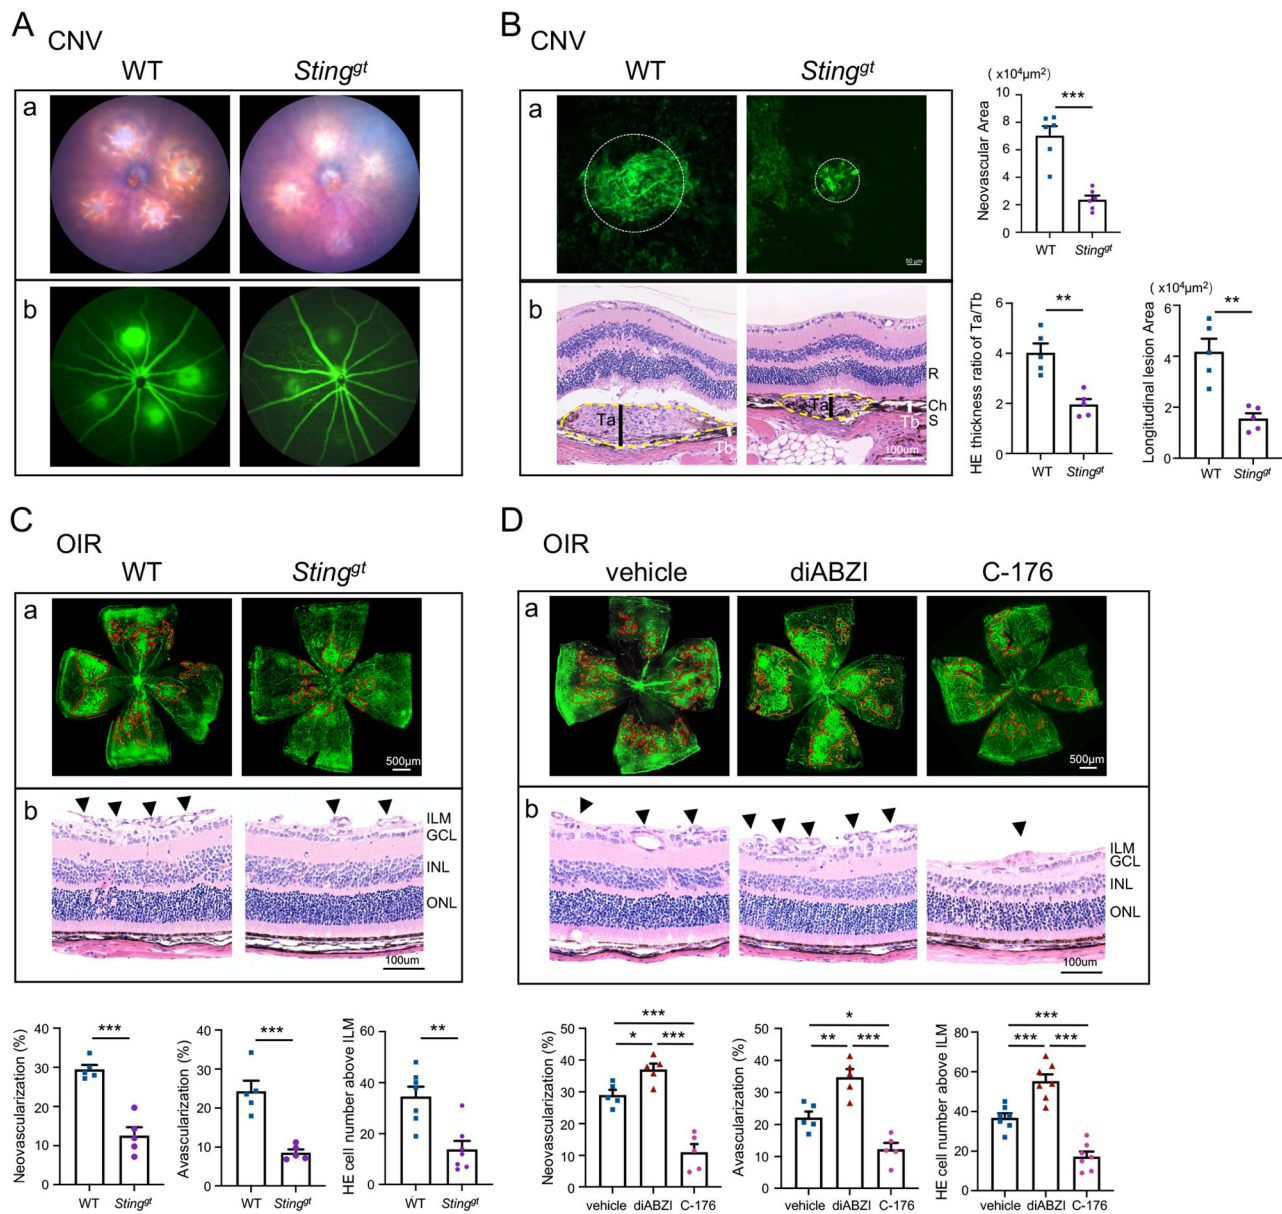 A CNV
WT
Sting^gt
a
b
B CNV
WT
Sting^gt
a
50 μm
b
Ta
Tb
Ta
Tb
R
Ch
S
100um
( x10⁴μm²)
Neovascular Area
10
8
6
4
2
0
***
WT
Sting^gt
HE thickness ratio of Ta/Tb
6
4
2
0
**
WT
Sting^gt
( x10⁴μm²)
Longitudinal lesion Area
6
4
2
0
**
WT
Sting^gt
C
OIR
WT
Sting^gt
a
500μm
b
ILM
GCL
INL
ONL
100um
Neovascularization (%)
40
30
20
10
0
***
WT
Sting^gt
Avascularization (%)
40
30
20
10
0
***
WT
Sting^gt
HE cell number above ILM
60
40
20
0
**
WT
Sting^gt
D
OIR
vehicle
diABZI
C-176
a
500μm
b
ILM
GCL
INL
ONL
100um
Neovascularization (%)
50
40
30
20
10
0
***
* ***
vehicle diABZI C-176
Avascularization (%)
50
40
30
20
10
0
*
** ***
vehicle diABZI C-176
HE cell number above ILM
80
60
40
20
0
***
*** ***
vehicle diABZI C-176